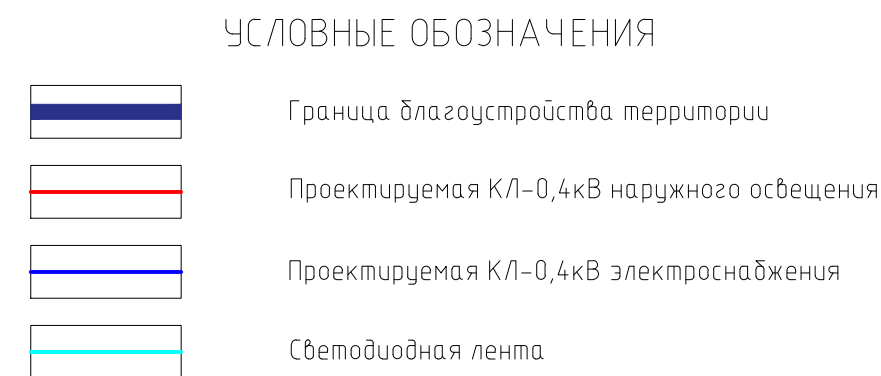 УСЛОВНЫЕ ОБОЗНАЧЕНИЯ
Граница благоустройства территории
Проектируемая КЛ-0,4кВ наружного освещения
Проектируемая КЛ-0,4кВ электроснабжения
Светодиодная лента